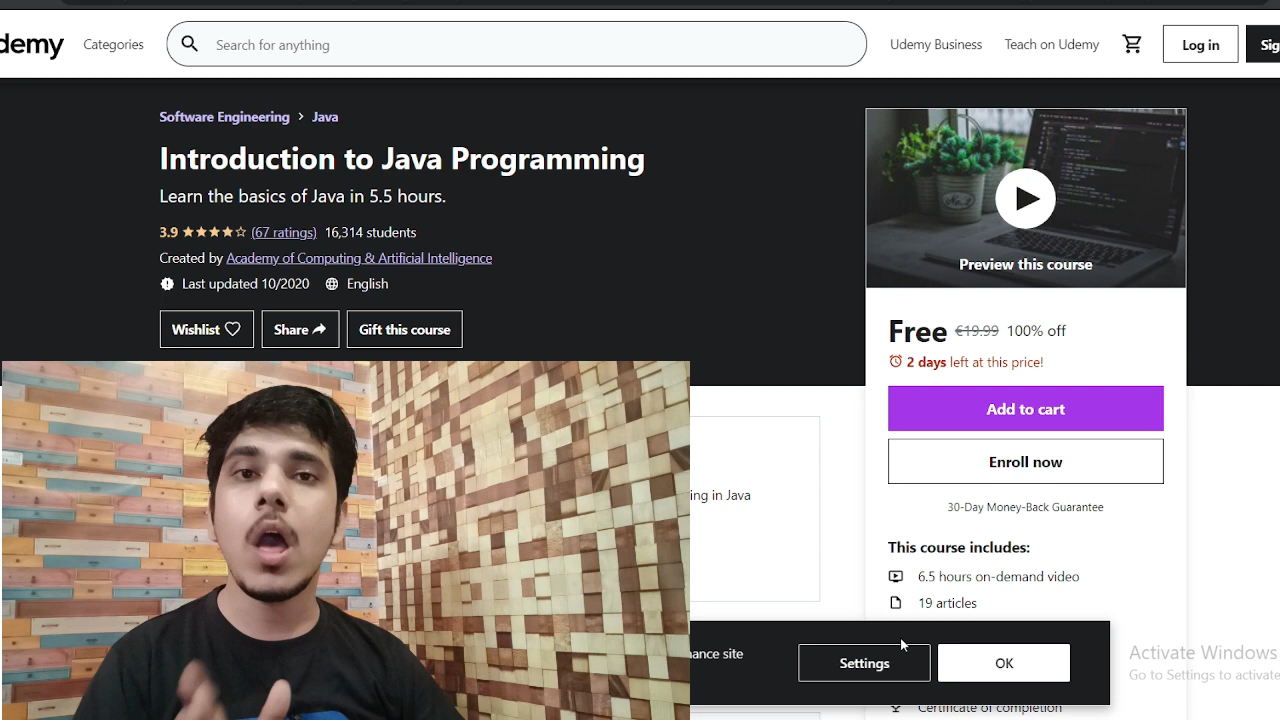 demy Categories Search for anything Udemy Business Teach on Udemy Log in Sig
Software Engineering > Java
Introduction to Java Programming
Learn the basics of Java in 5.5 hours.
3.9 (67 ratings) 16,314 students
Created by Academy of Computing & Artificial Intelligence
Last updated 10/2020 English
Wishlist Share Gift this course
Preview this course
Free €19.99 100% off
2 days left at this price!
Add to cart
Enroll now
30-Day Money-Back Guarantee
This course includes:
6.5 hours on-demand video
19 articles
ing in Java
ance site
Settings
OK
Activate Windows
Go to Settings to activate
Certificate of completion